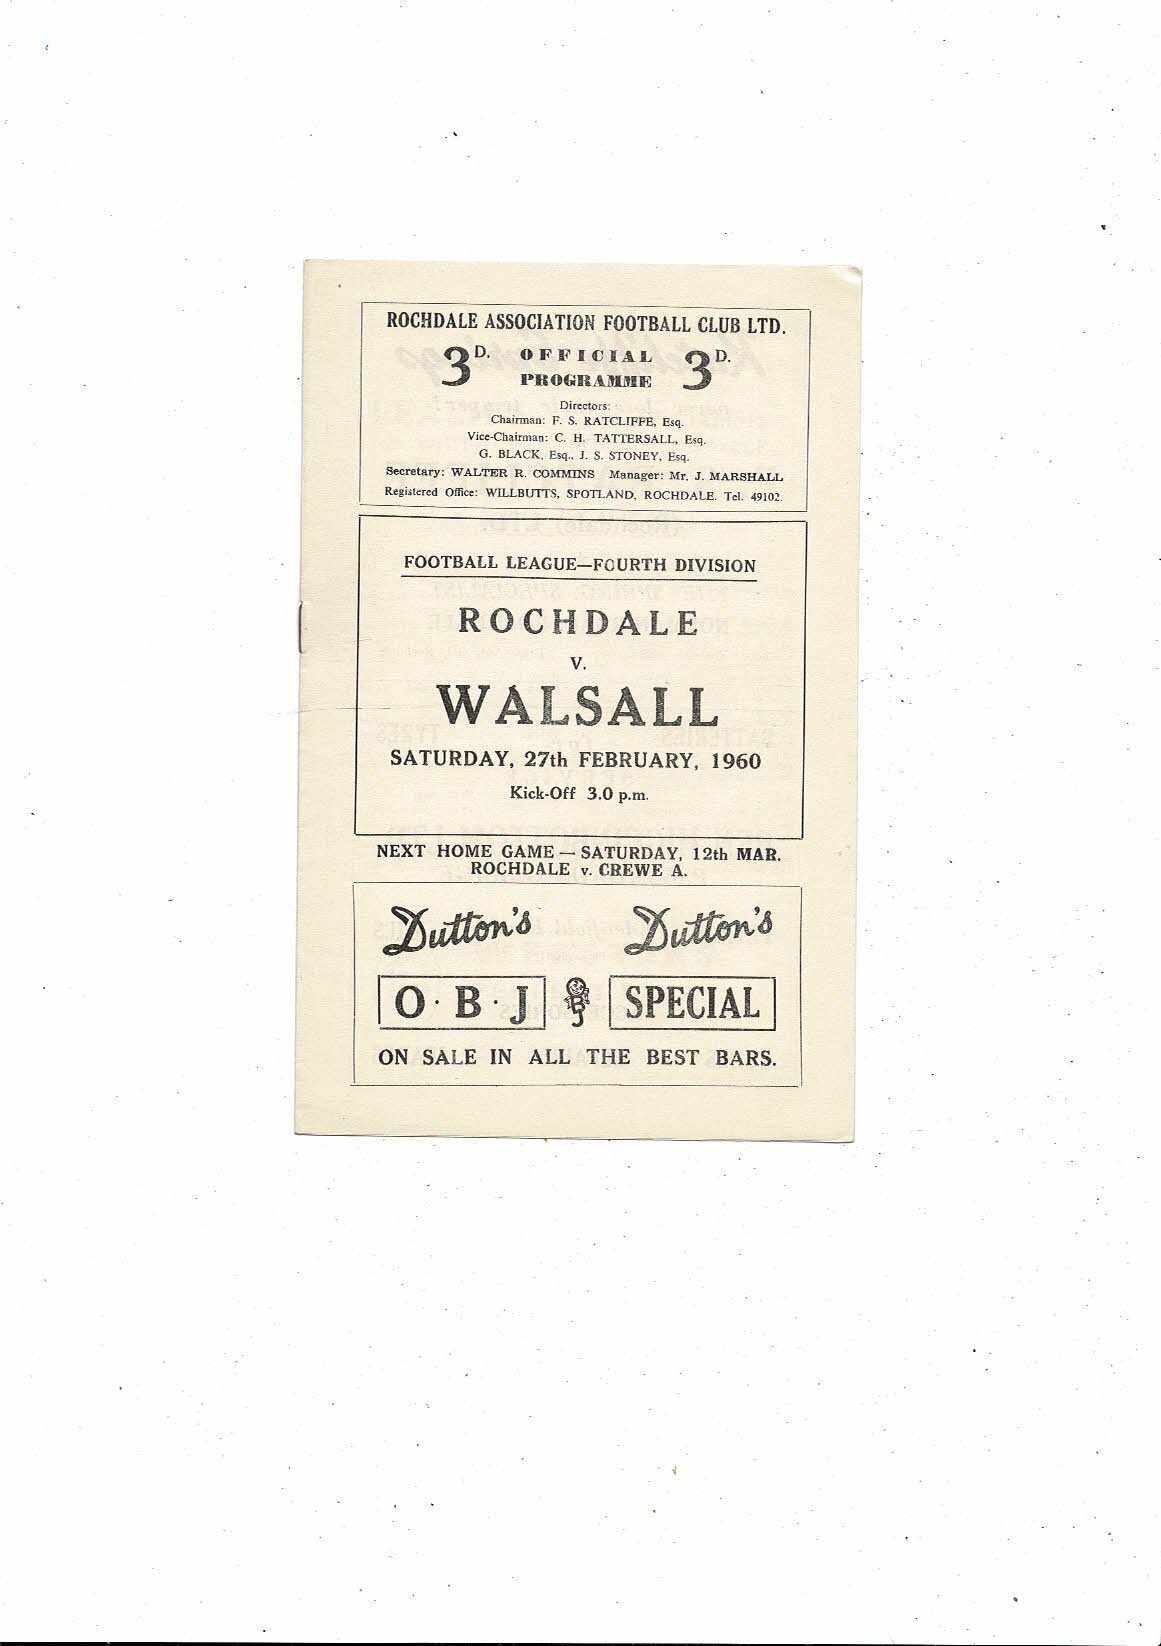 ROCHDALE ASSOCIATION FOOTBALL CLUB LTD.
3D. OFFICIAL PROGRAMME 3D.
Directors:
Chairman: F. S. RATCLIFFE, Esq.
Vice-Chairman: C. H. TATTERSALL, Esq.
G. BLACK, Esq., J. S. STONEY, Esq.
Secretary: WALTER R. COMMINS Manager: Mr. J. MARSHALL
Registered Office: WILLBUTTS, SPOTLAND, ROCHDALE. Tel. 49102.
FOOTBALL LEAGUE—FOURTH DIVISION
ROCHDALE
V.
WALSALL
SATURDAY, 27th FEBRUARY, 1960
Kick-Off 3.0 p.m.
NEXT HOME GAME — SATURDAY, 12th MAR.
ROCHDALE v. CREWE A.
Dutton's Dutton's
O·B·J OBJ SPECIAL
ON SALE IN ALL THE BEST BARS.